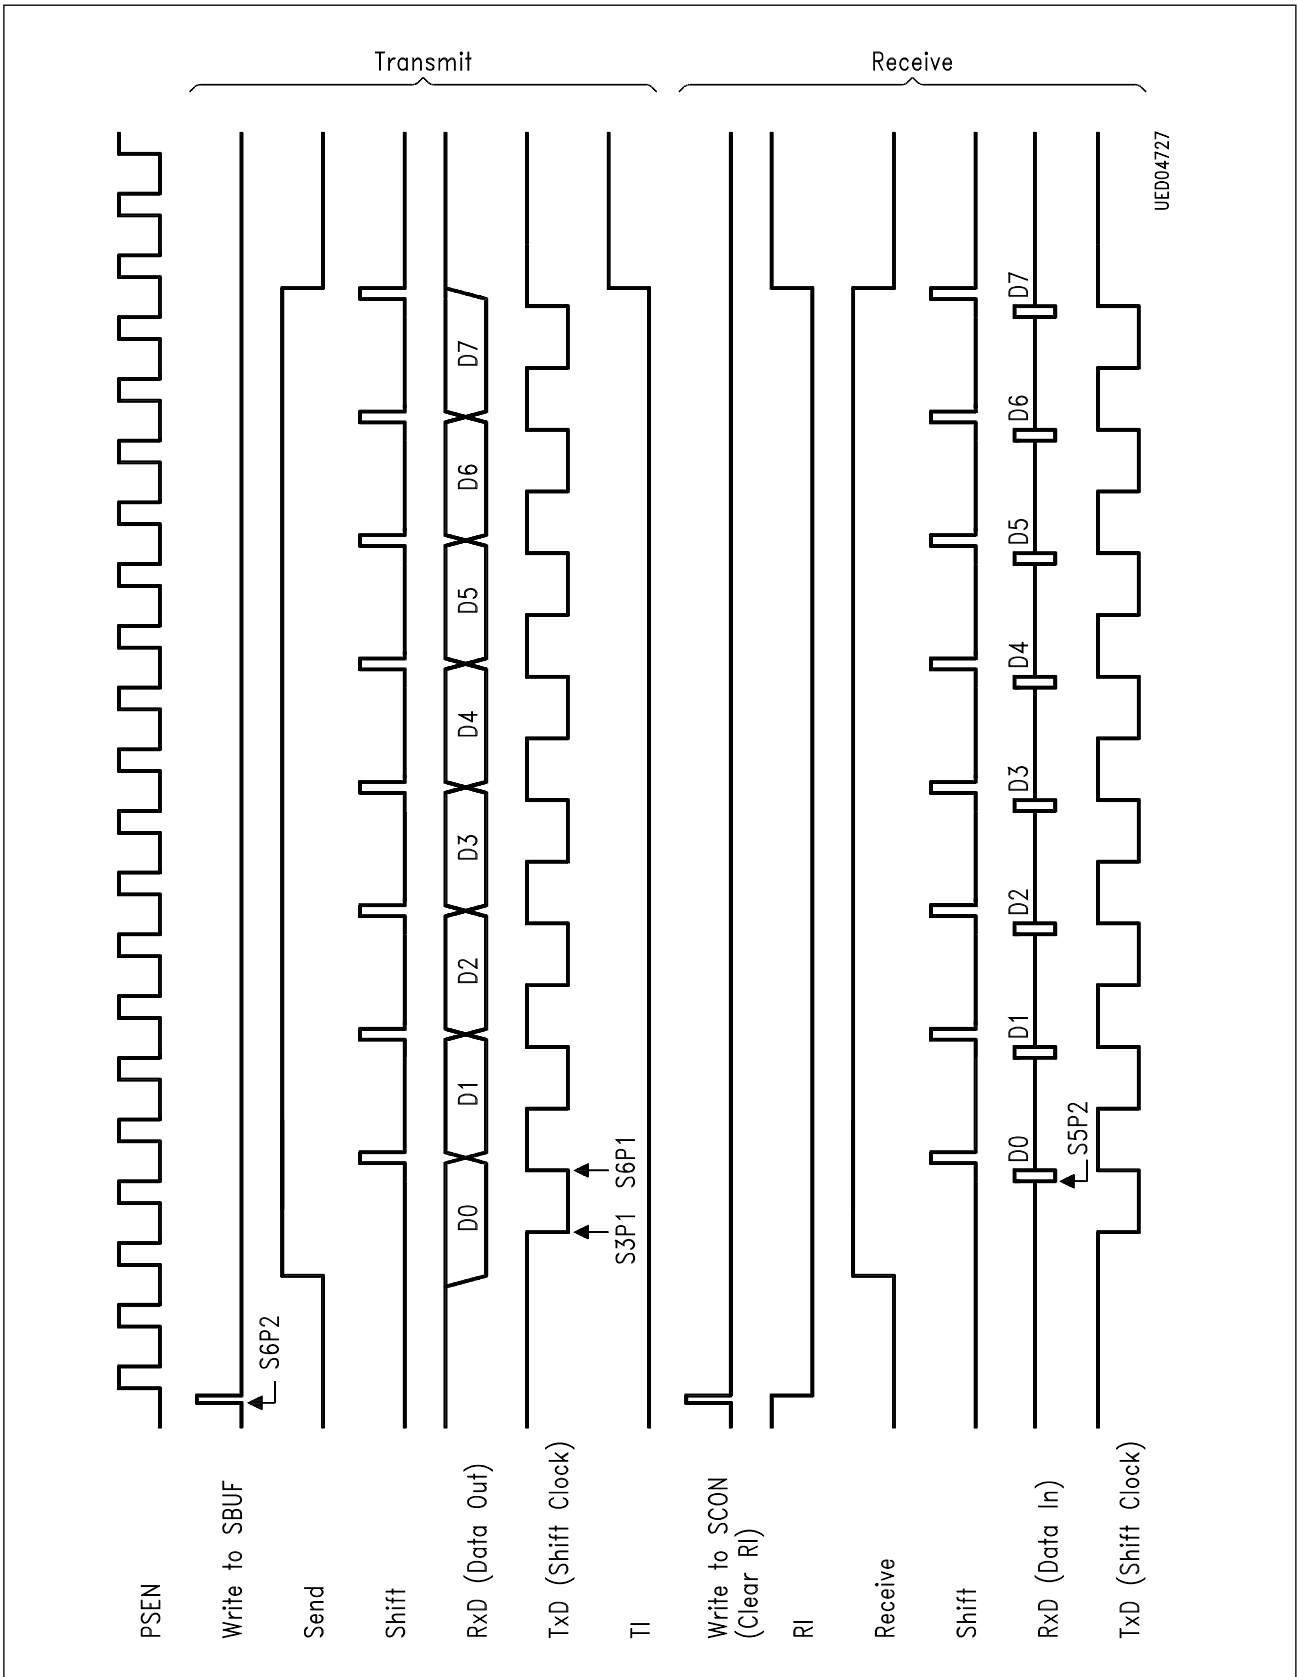 Transmit
Receive
PSEN
Write to SBUF
S6P2
Send
Shift
RxD (Data Out)
D0
D1
D2
D3
D4
D5
D6
D7
TxD (Shift Clock)
S3P1
S6P1
TI
Write to SCON
(Clear RI)
RI
Receive
Shift
RxD (Data In)
D0
D1
D2
D3
D4
D5
D6
D7
S5P2
TxD (Shift Clock)
UED04727